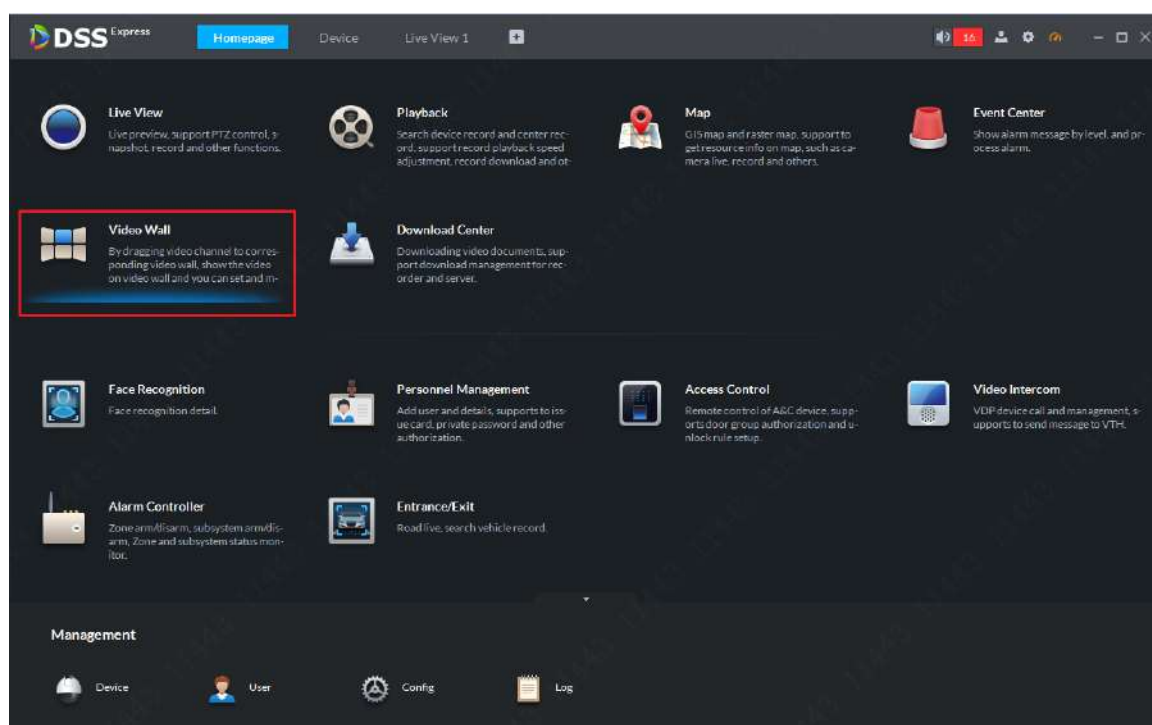 DSS Express
Homepage
Device
Live View 1
16
Live View
Live preview, support PTZ control, s-
napshot, record and other functions.
Playback
Search device record and center rec-
ord, support record playback speed
adjustment, record download and ot-
Map
GIS map and raster map, support to
get resource info on map, such as ca-
mera live, record and others.
Event Center
Show alarm message by level, and pr-
ocess alarm.
Video Wall
By dragging video channel to corres-
ponding video wall, show the video
on video wall and you can set and m-
Download Center
Downloading video documents, sup-
port download management for rec-
order and server.
Face Recognition
Face recognition detail.
Personnel Management
Add user and details, supports to iss-
ue card, private password and other
authorization.
Access Control
Remote control of A&C device, supp-
orts door group authorization and u-
nlock rule setup.
Video Intercom
VDP device call and management, s-
upports to send message to VTH.
Alarm Controller
Zone arm/disarm, subsystem arm/dis-
arm, Zone and subsystem status mon-
itor.
Entrance/Exit
Road live, search vehicle record.
Management
Device
User
Config
Log